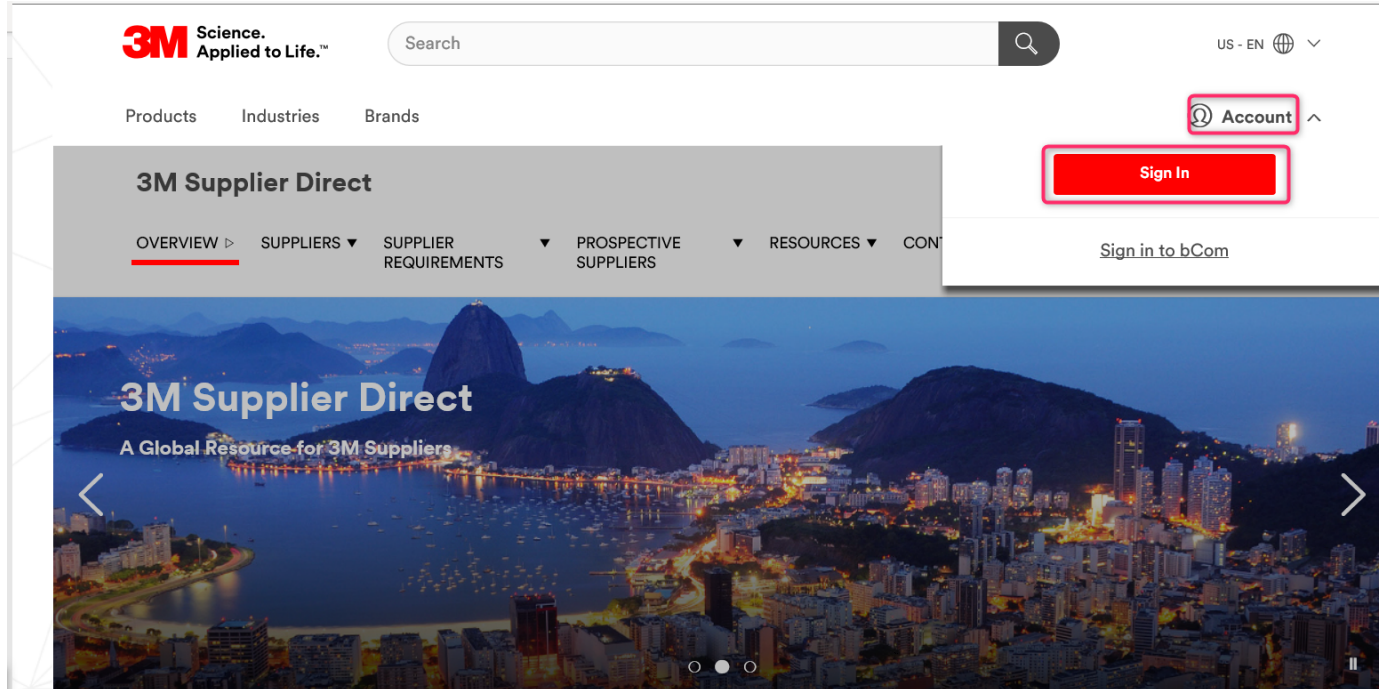 3M Science.
Applied to Life.™
Search
US - EN
Products Industries Brands
Account
Sign In
Sign in to bCom
3M Supplier Direct
OVERVIEW SUPPLIERS SUPPLIER REQUIREMENTS PROSPECTIVE SUPPLIERS RESOURCES CONT
3M Supplier Direct
A Global Resource for 3M Suppliers